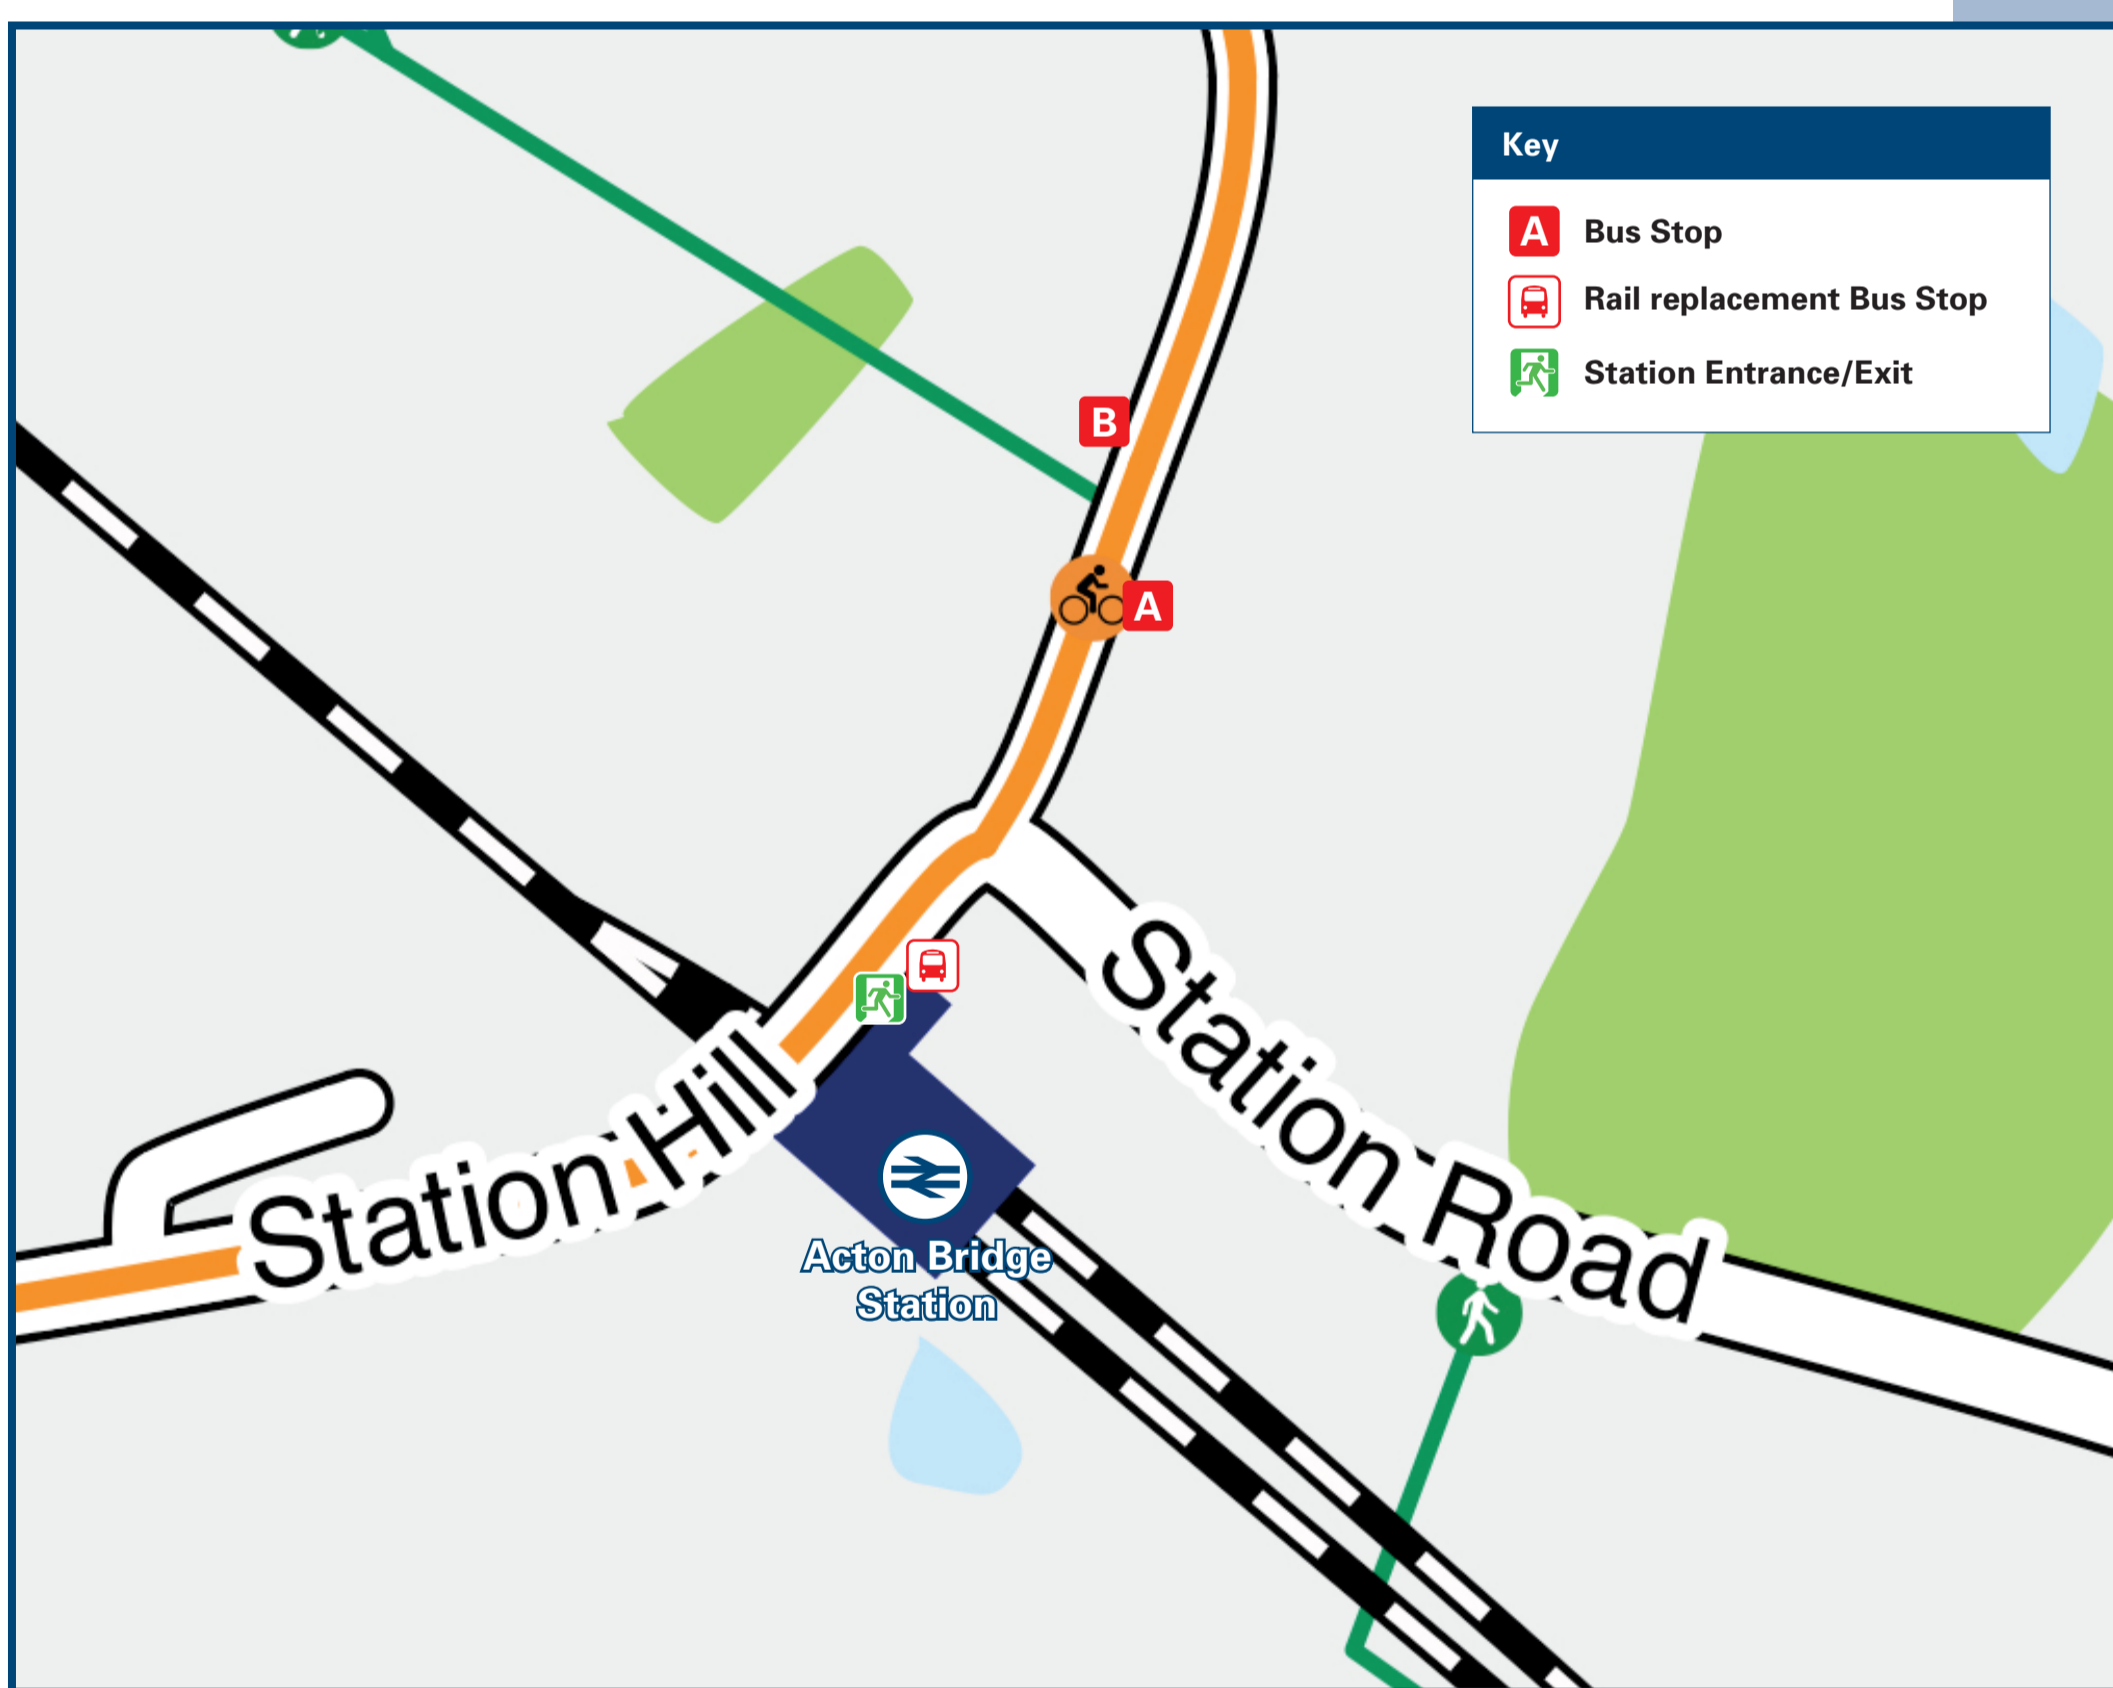 Key
A Bus Stop
Rail replacement Bus Stop
Station Entrance/Exit
B
A
Station Hill
Station Road
Acton Bridge
Station